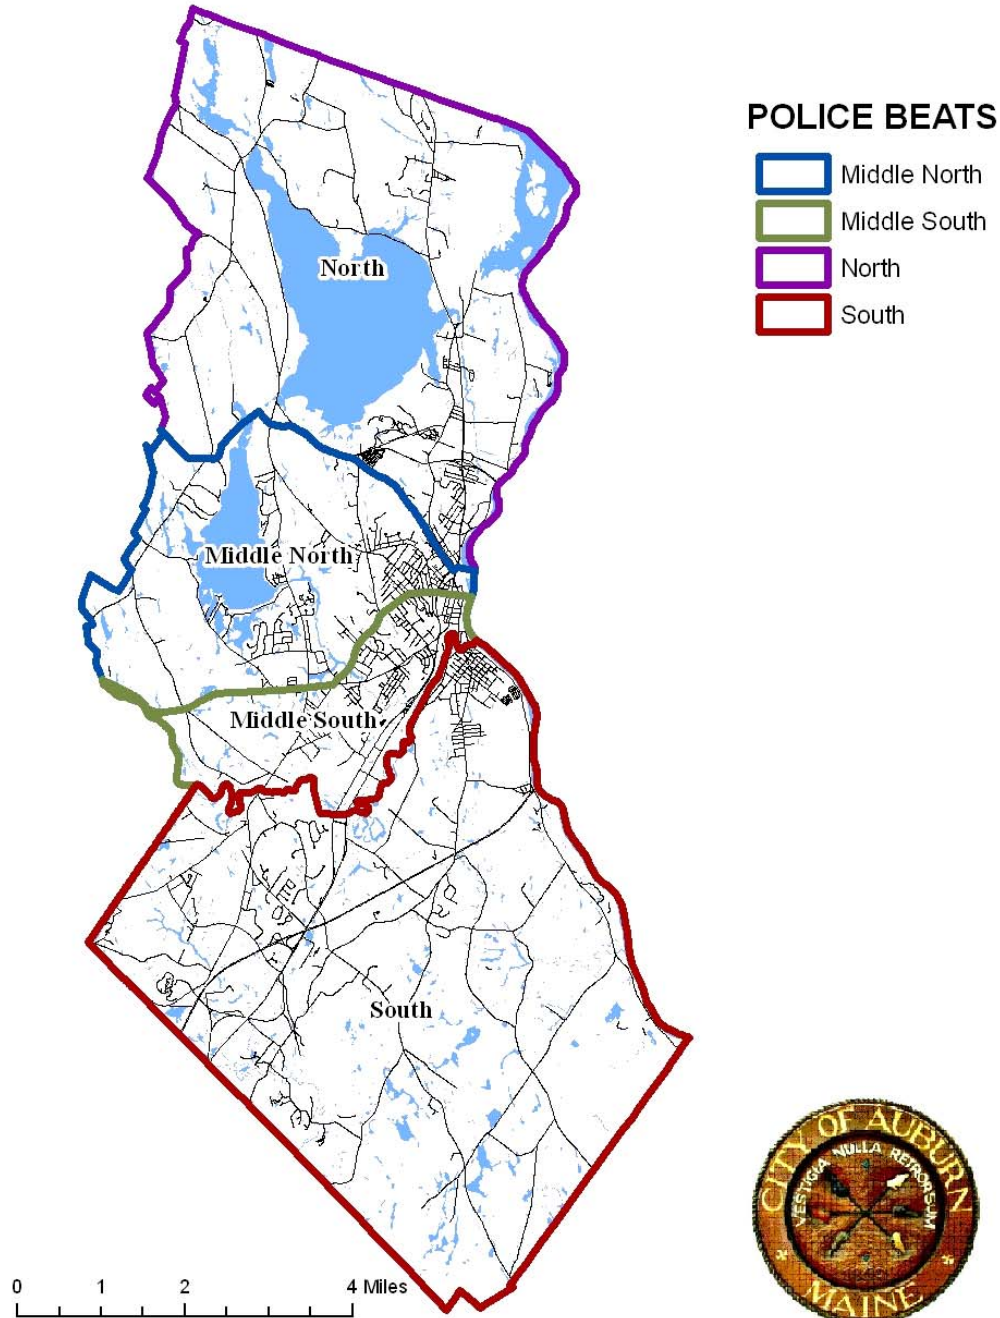 POLICE BEATS
Middle North
Middle South
North
South
North
Middle North
Middle South
South
0 1 2 4 Miles
CITY OF AUBURN
VESTIGIA NULLA RETRORSUM
MAINE